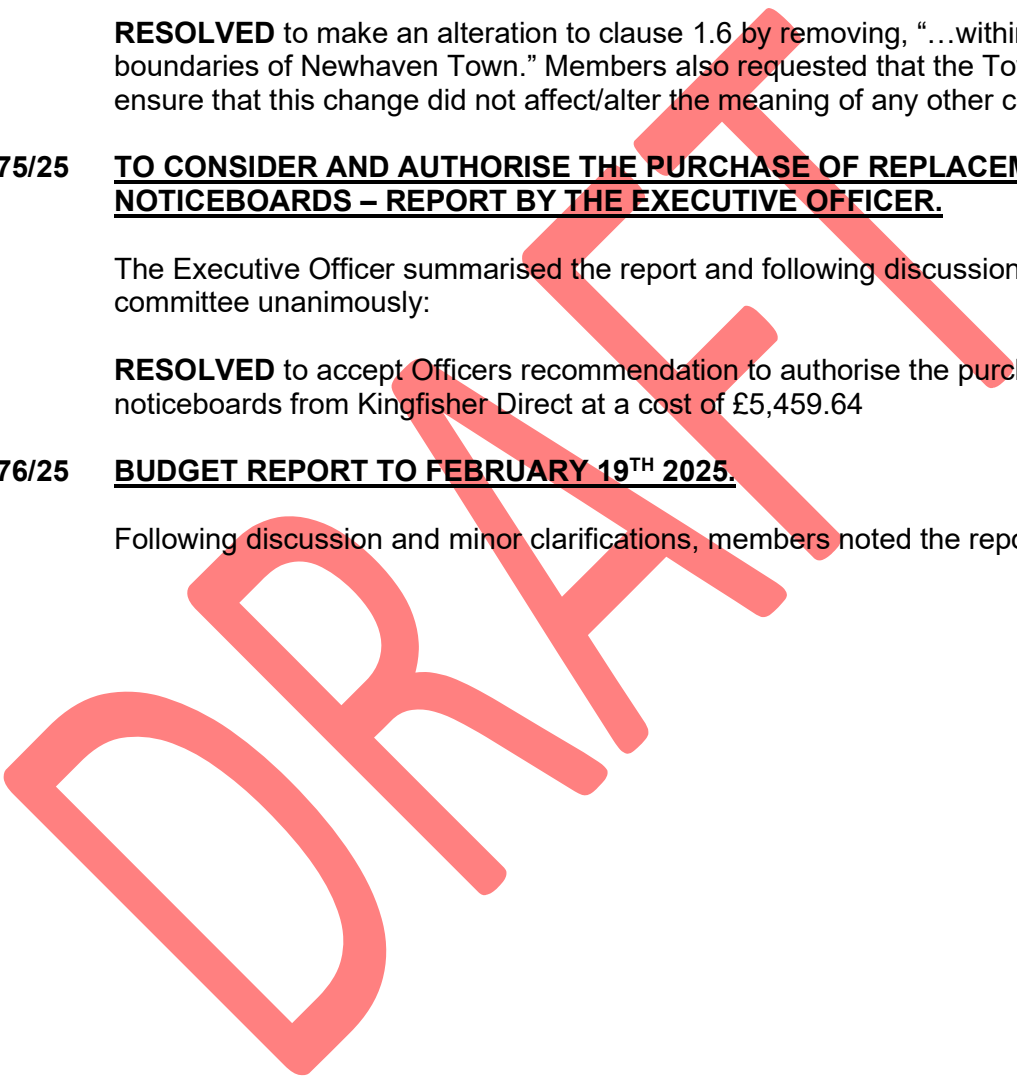 RESOLVED to make an alteration to clause 1.6 by removing, “…within
boundaries of Newhaven Town.” Members also requested that the To
ensure that this change did not affect/alter the meaning of any other c
75/25 TO CONSIDER AND AUTHORISE THE PURCHASE OF REPLACEM
NOTICEBOARDS – REPORT BY THE EXECUTIVE OFFICER.
The Executive Officer summarised the report and following discussion
committee unanimously:
RESOLVED to accept Officers recommendation to authorise the purc
noticeboards from Kingfisher Direct at a cost of £5,459.64
76/25 BUDGET REPORT TO FEBRUARY 19TH 2025.
Following discussion and minor clarifications, members noted the repo
DRAFT